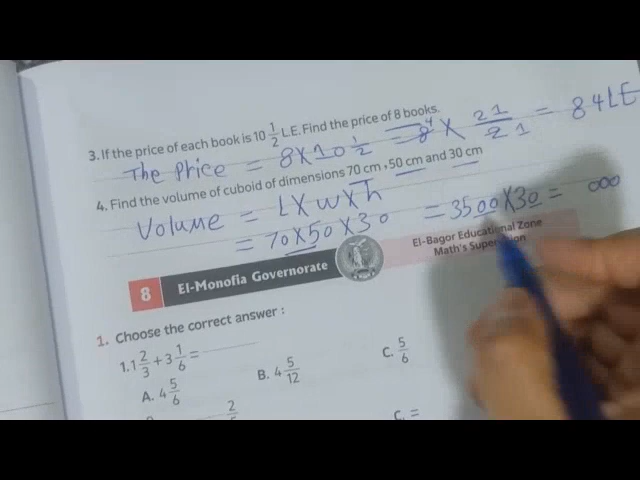 3. If the price of each book is 10 1/2 L.E. Find the price of 8 books.
The Price = 8 X 10 1/2 = 8 4 X 21/2 1 = 84 LE
4. Find the volume of cuboid of dimensions 70 cm , 50 cm and 30 cm
Volume = L X W X h
= 70 X 50 X 30 = 3500 X 30 = 000
8 El-Monofia Governorate
El-Bagor Educational Zone
Math's
1. Choose the correct answer :
1. 1 2/3 + 3 1/6 =
A. 4 5/6 B. 4 5/12 C. 5/6
2
C. =